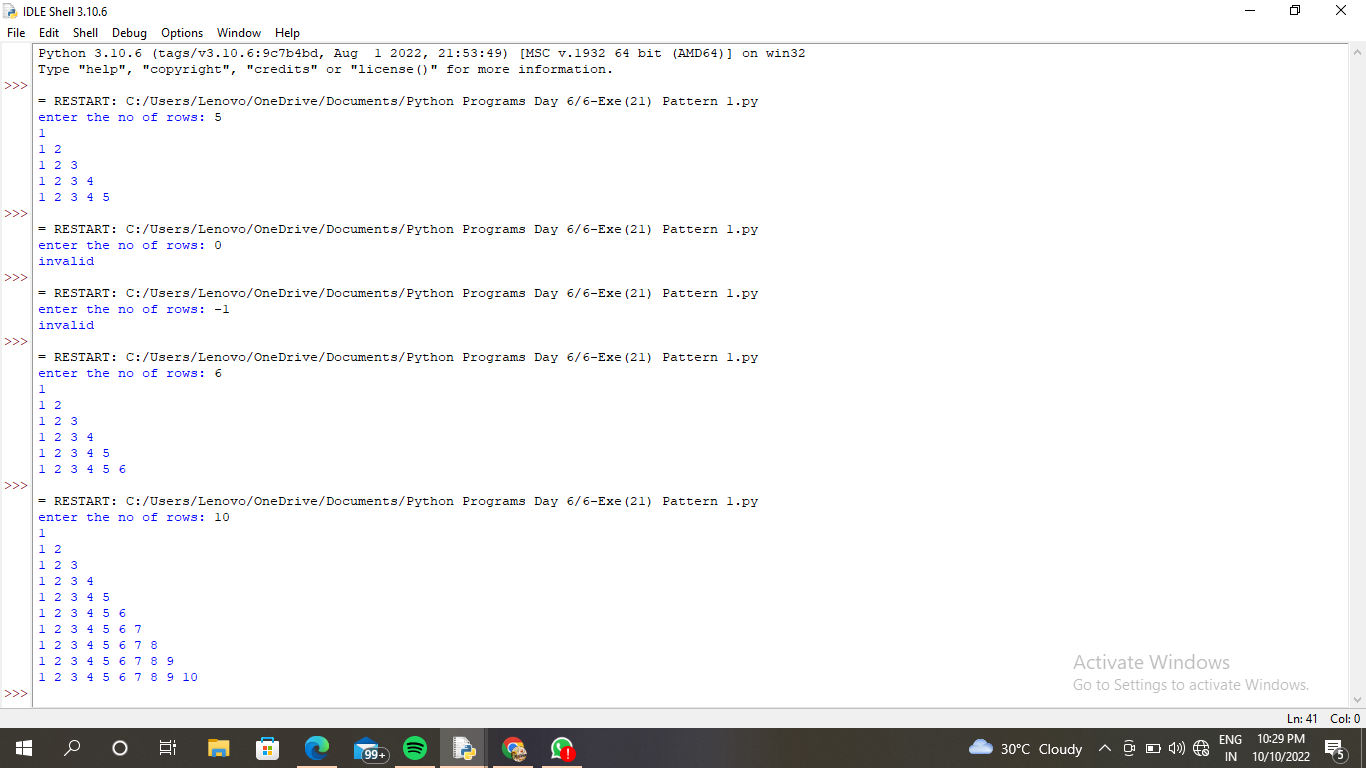 IDLE Shell 3.10.6
File Edit Shell Debug Options Window Help
Python 3.10.6 (tags/v3.10.6:9c7b4bd, Aug  1 2022, 21:53:49) [MSC v.1932 64 bit (AMD64)] on win32
Type "help", "copyright", "credits" or "license()" for more information.
>>>
= RESTART: C:/Users/Lenovo/OneDrive/Documents/Python Programs Day 6/6-Exe(21) Pattern 1.py
enter the no of rows: 5
1
1 2
1 2 3
1 2 3 4
1 2 3 4 5
>>>
= RESTART: C:/Users/Lenovo/OneDrive/Documents/Python Programs Day 6/6-Exe(21) Pattern 1.py
enter the no of rows: 0
invalid
>>>
= RESTART: C:/Users/Lenovo/OneDrive/Documents/Python Programs Day 6/6-Exe(21) Pattern 1.py
enter the no of rows: -1
invalid
>>>
= RESTART: C:/Users/Lenovo/OneDrive/Documents/Python Programs Day 6/6-Exe(21) Pattern 1.py
enter the no of rows: 6
1
1 2
1 2 3
1 2 3 4
1 2 3 4 5
1 2 3 4 5 6
>>>
= RESTART: C:/Users/Lenovo/OneDrive/Documents/Python Programs Day 6/6-Exe(21) Pattern 1.py
enter the no of rows: 10
1
1 2
1 2 3
1 2 3 4
1 2 3 4 5
1 2 3 4 5 6
1 2 3 4 5 6 7
1 2 3 4 5 6 7 8
1 2 3 4 5 6 7 8 9
1 2 3 4 5 6 7 8 9 10
>>>
Activate Windows
Go to Settings to activate Windows.
Ln: 41 Col: 0
99+
30°C Cloudy
ENG
IN
10:29 PM
10/10/2022
5